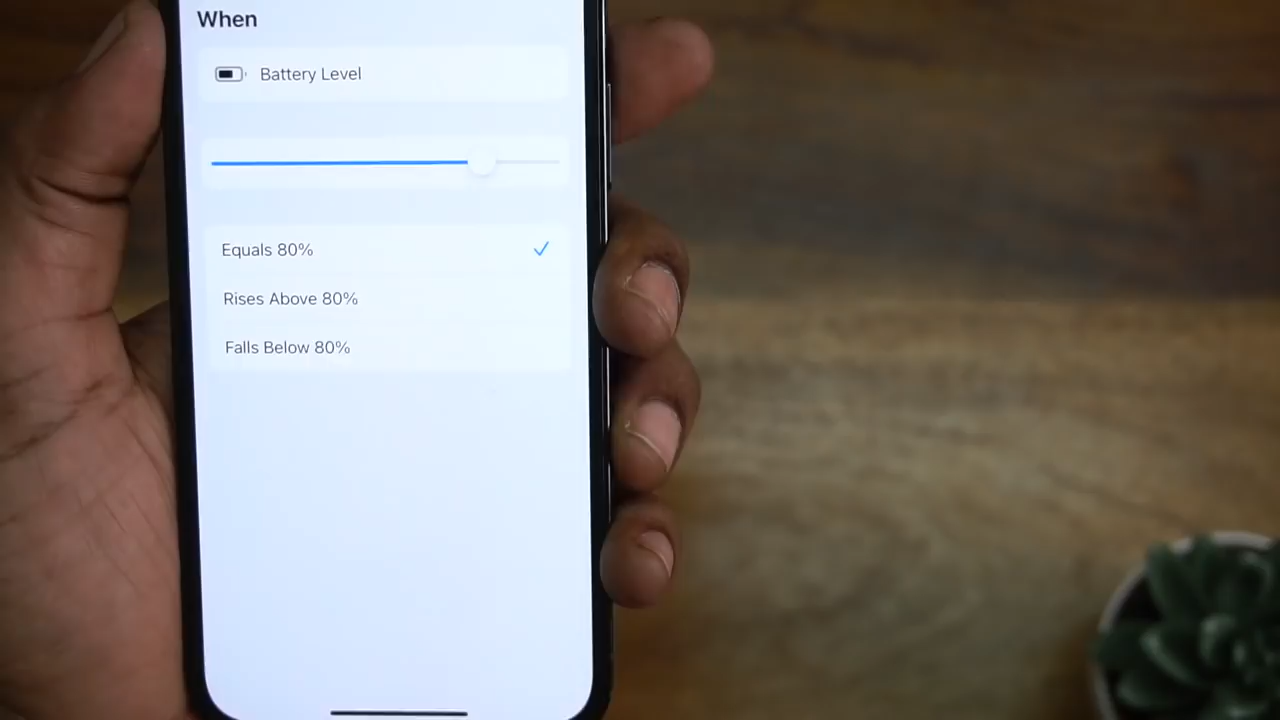 When
Battery Level
Equals 80%
Rises Above 80%
Falls Below 80%